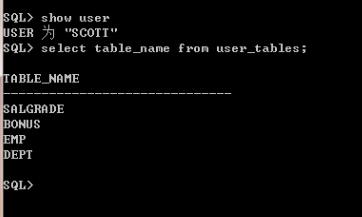 SQL> show user
USER 为 "SCOTT"
SQL> select table_name from user_tables;
TABLE_NAME
------------------------------
SALGRADE
BONUS
EMP
DEPT
SQL>